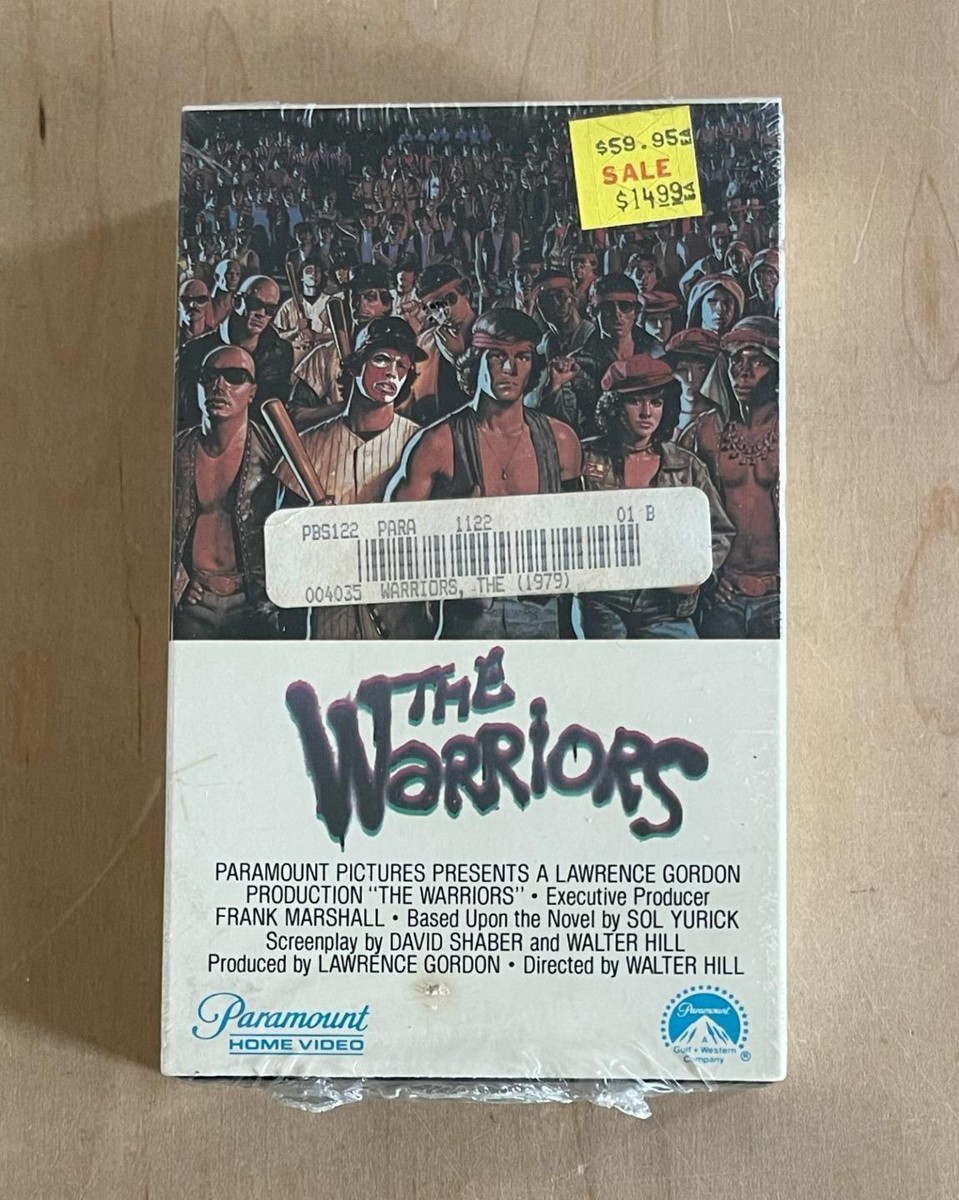 $59.95 EA
SALE
$14.99 EA
PBS122 PARA 1122 01 B
004035 WARRIORS, THE (1979)
THE
WARRIORS
PARAMOUNT PICTURES PRESENTS A LAWRENCE GORDON
PRODUCTION "THE WARRIORS" • Executive Producer
FRANK MARSHALL • Based Upon the Novel by SOL YURICK
Screenplay by DAVID SHABER and WALTER HILL
Produced by LAWRENCE GORDON • Directed by WALTER HILL
Paramount
HOME VIDEO
Paramount
A
Gulf + Western
Company ®